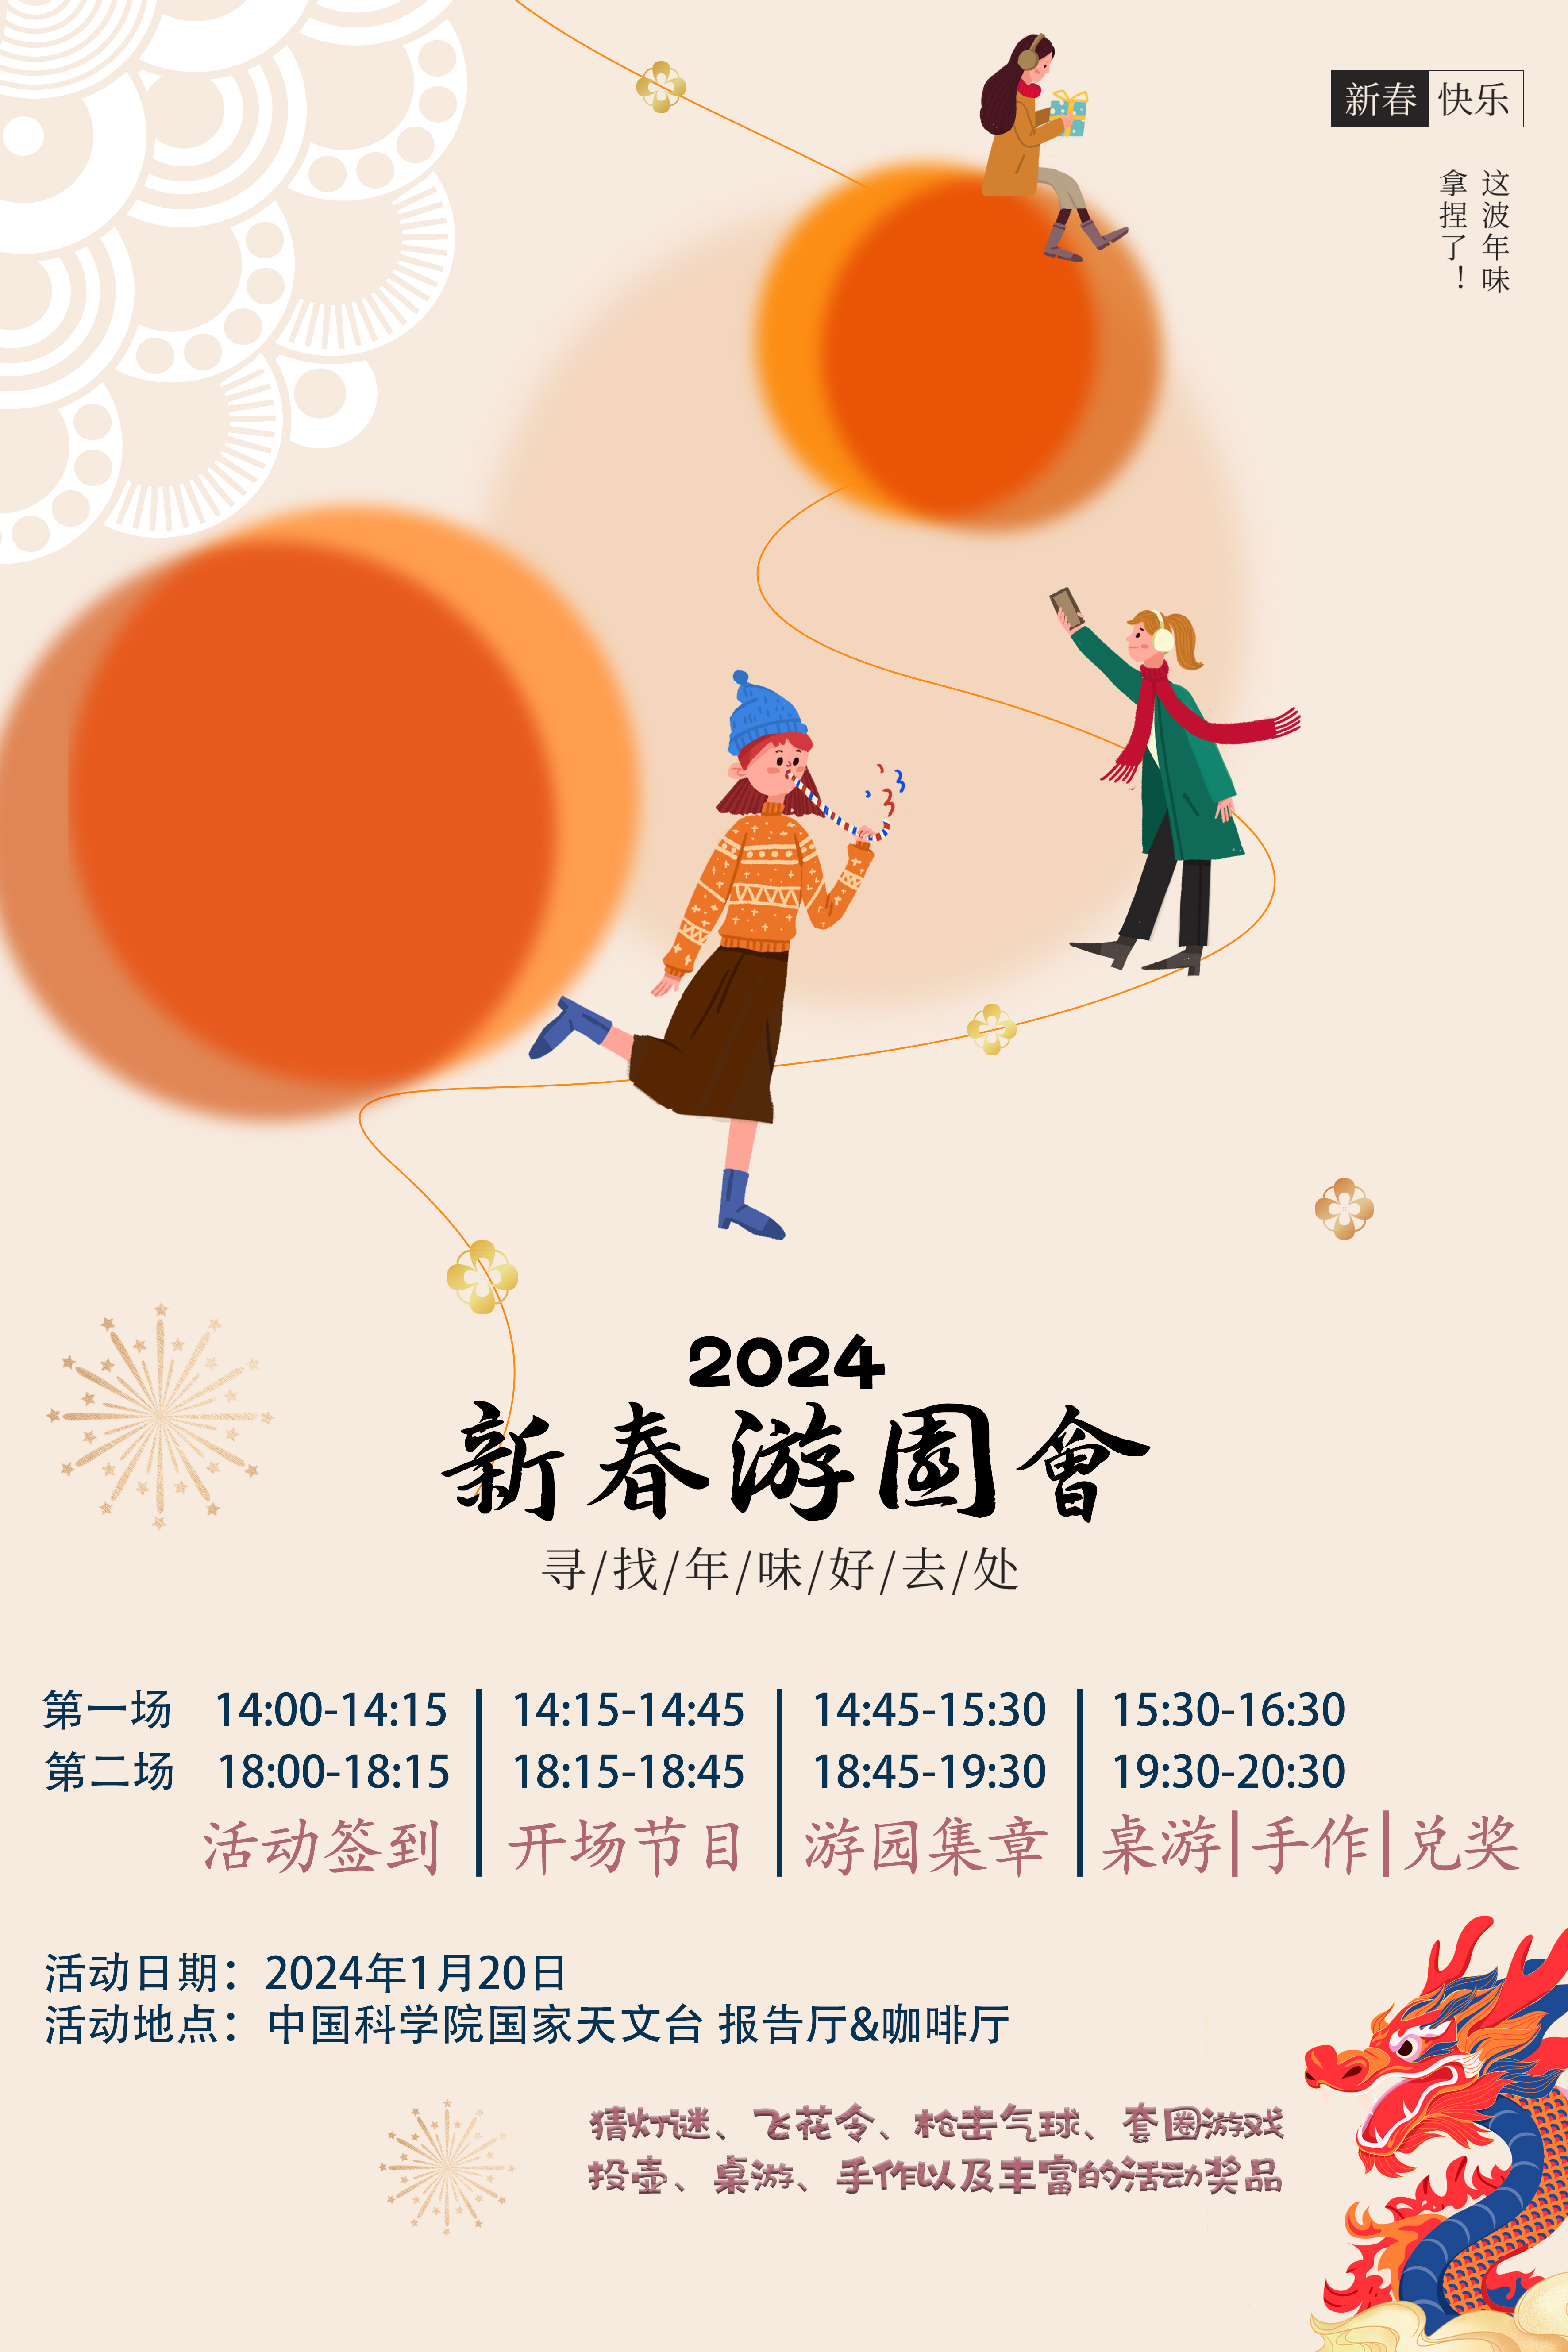 新春快乐
这波年味
拿捏了！
2024
新春游園會
寻/找/年/味/好/去/处
第一场 14:00-14:15 14:15-14:45 14:45-15:30 15:30-16:30
第二场 18:00-18:15 18:15-18:45 18:45-19:30 19:30-20:30
活动签到 开场节目 游园集章 桌游|手作|兑奖
活动日期：2024年1月20日
活动地点：中国科学院国家天文台 报告厅&咖啡厅
猜灯谜、飞花令、枪击气球、套圈游戏
投壶、桌游、手作以及丰富的活动奖品